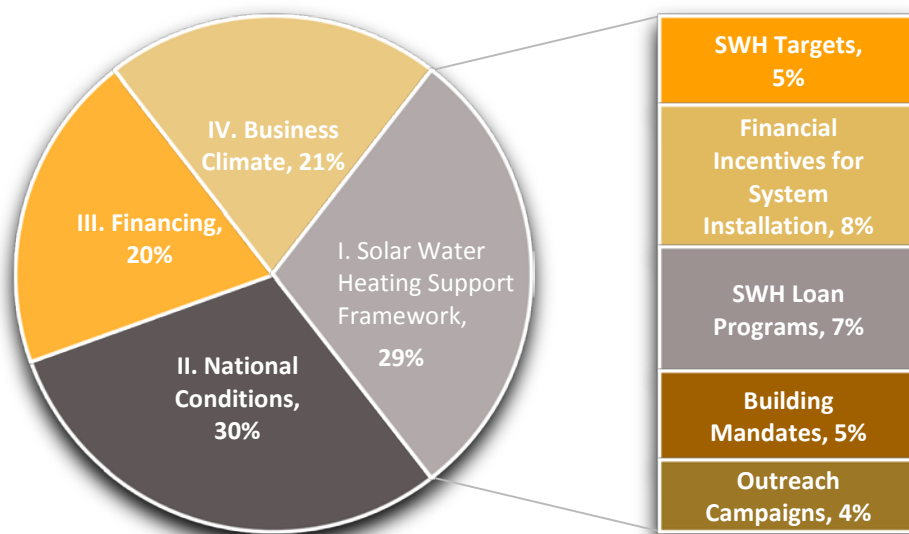 IV. Business
Climate, 21%
III. Financing,
20%
I. Solar Water
Heating Support
Framework,
29%
II. National
Conditions,
30%
SWH Targets,
5%
Financial
Incentives for
System
Installation, 8%
SWH Loan
Programs, 7%
Building
Mandates, 5%
Outreach
Campaigns, 4%